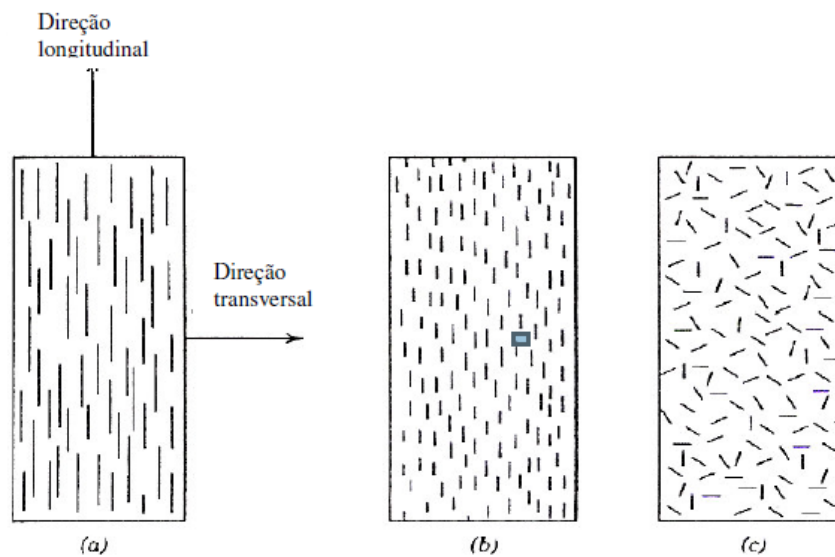 Direção
longitudinal
Direção
transversal
(a)
(b)
(c)